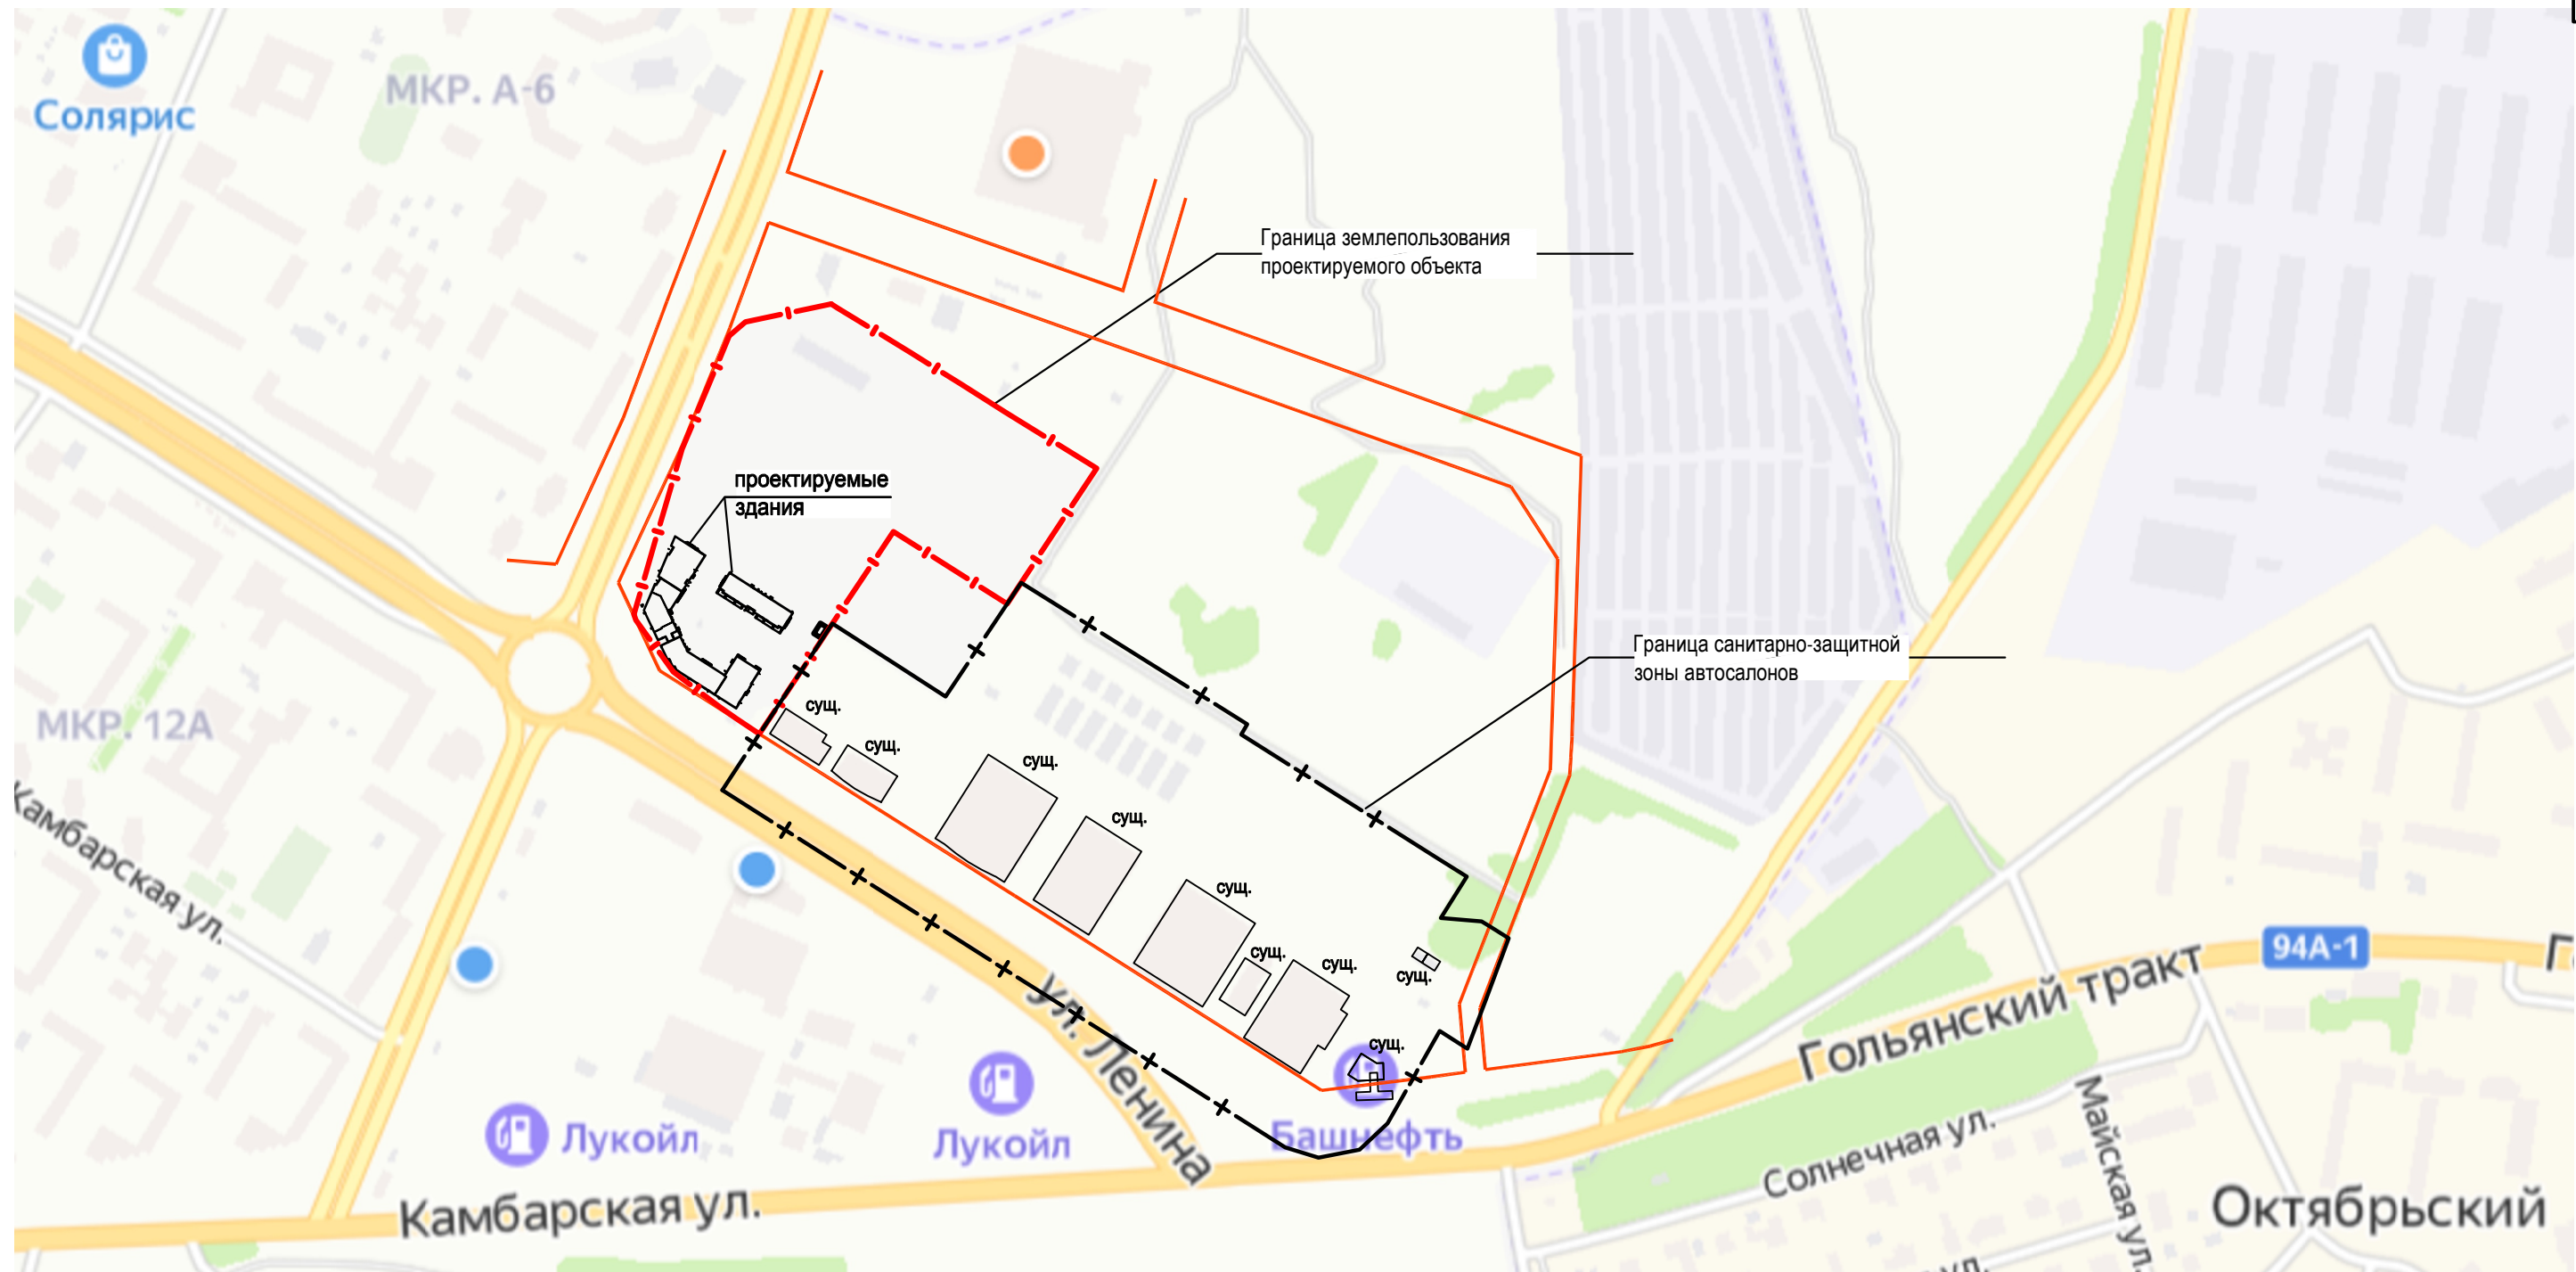 Солярис
МКР. А-6
Граница землепользования
проектируемого объекта
проектируемые
здания
Граница санитарно-защитной
зоны автосалонов
МКР. 12А
сущ.
сущ.
сущ.
сущ.
сущ.
сущ.
сущ.
сущ.
сущ.
Камбарская ул.
ул. Ленина
94А-1
Гольянский тракт
Лукойл
Лукойл
Башнефть
Солнечная ул.
Майская ул.
Камбарская ул.
Октябрьский
ул.